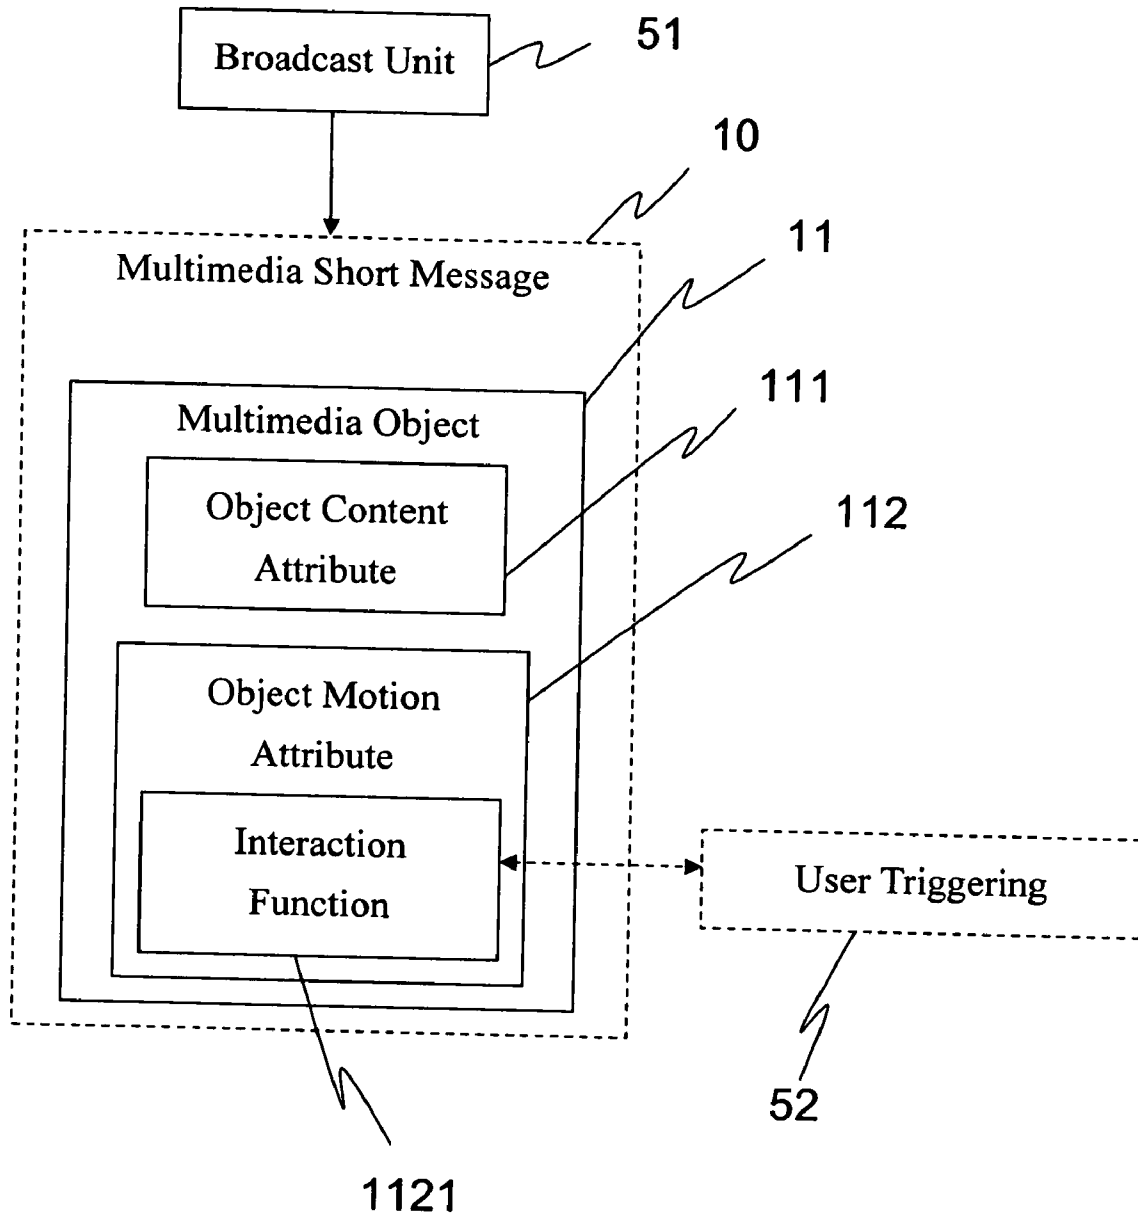 Broadcast Unit
51
10
Multimedia Short Message
11
Multimedia Object
111
Object Content
Attribute
112
Object Motion
Attribute
Interaction
Function
User Triggering
52
1121